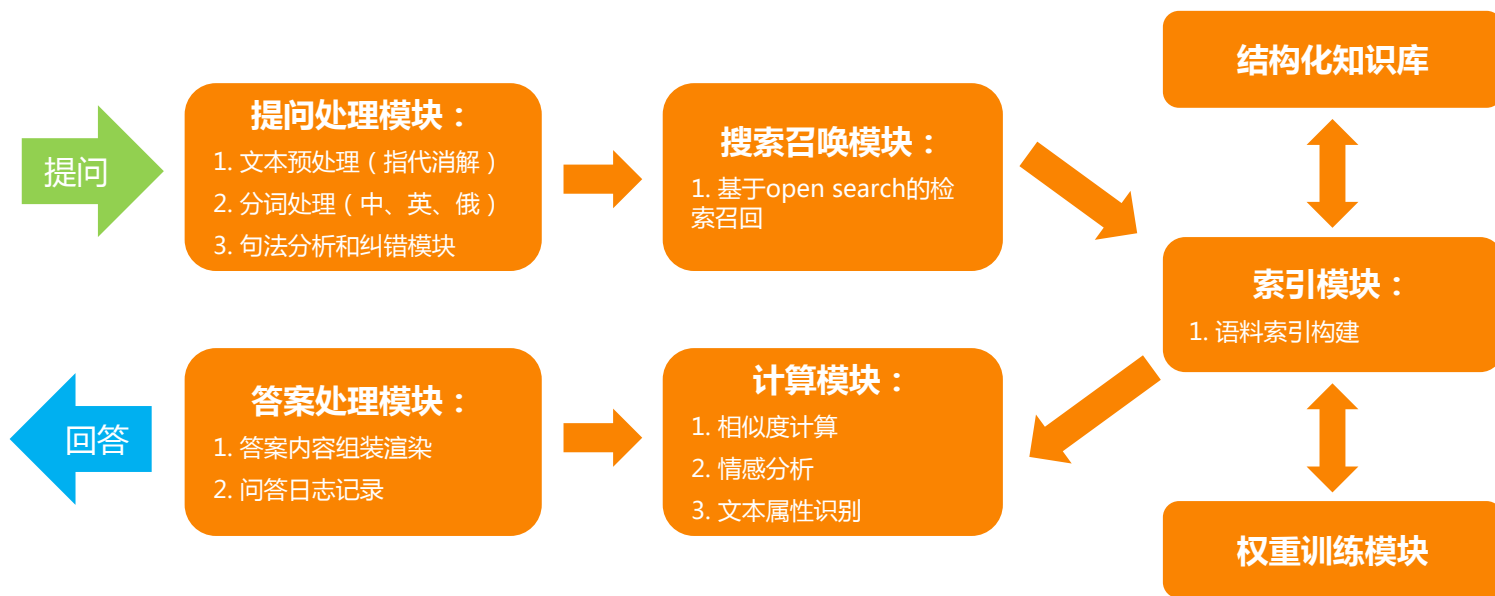 提问
提问处理模块：
1. 文本预处理（指代消解）
2. 分词处理（中、英、俄）
3. 句法分析和纠错模块
搜索召唤模块：
1. 基于open search的检
索召回
结构化知识库
索引模块：
1. 语料索引构建
权重训练模块
计算模块：
1. 相似度计算
2. 情感分析
3. 文本属性识别
答案处理模块：
1. 答案内容组装渲染
2. 问答日志记录
回答